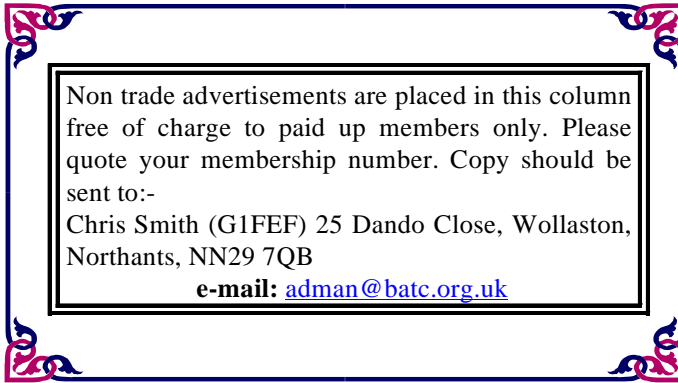 Non trade advertisements are placed in this column
free of charge to paid up members only. Please
quote your membership number. Copy should be
sent to:-
Chris Smith (G1FEF) 25 Dando Close, Wollaston,
Northants, NN29 7QB
e-mail: adman@batc.org.uk